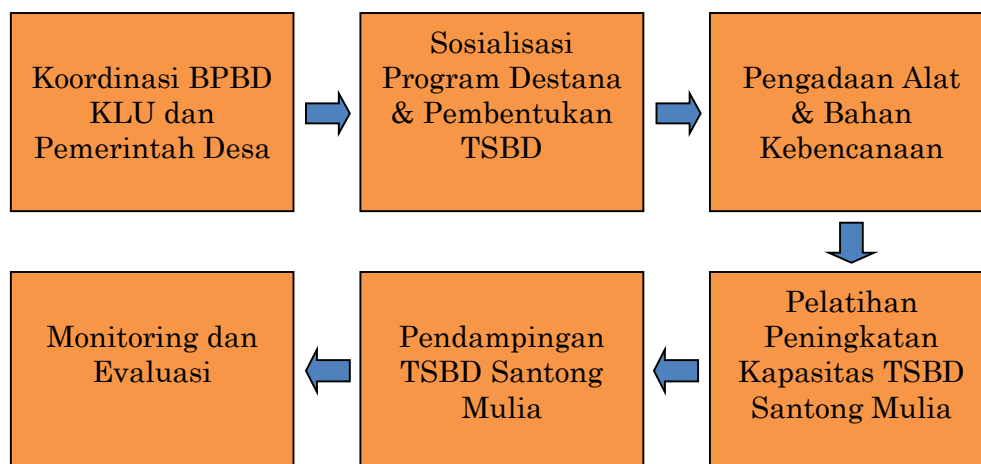 Koordinasi BPBD
KLU dan
Pemerintah Desa
Sosialisasi
Program Destana
& Pembentukan
TSBD
Pengadaan Alat
& Bahan
Kebencanaan
Pelatihan
Peningkatan
Kapasitas TSBD
Santong Mulia
Pendampingan
TSBD Santong
Mulia
Monitoring dan
Evaluasi